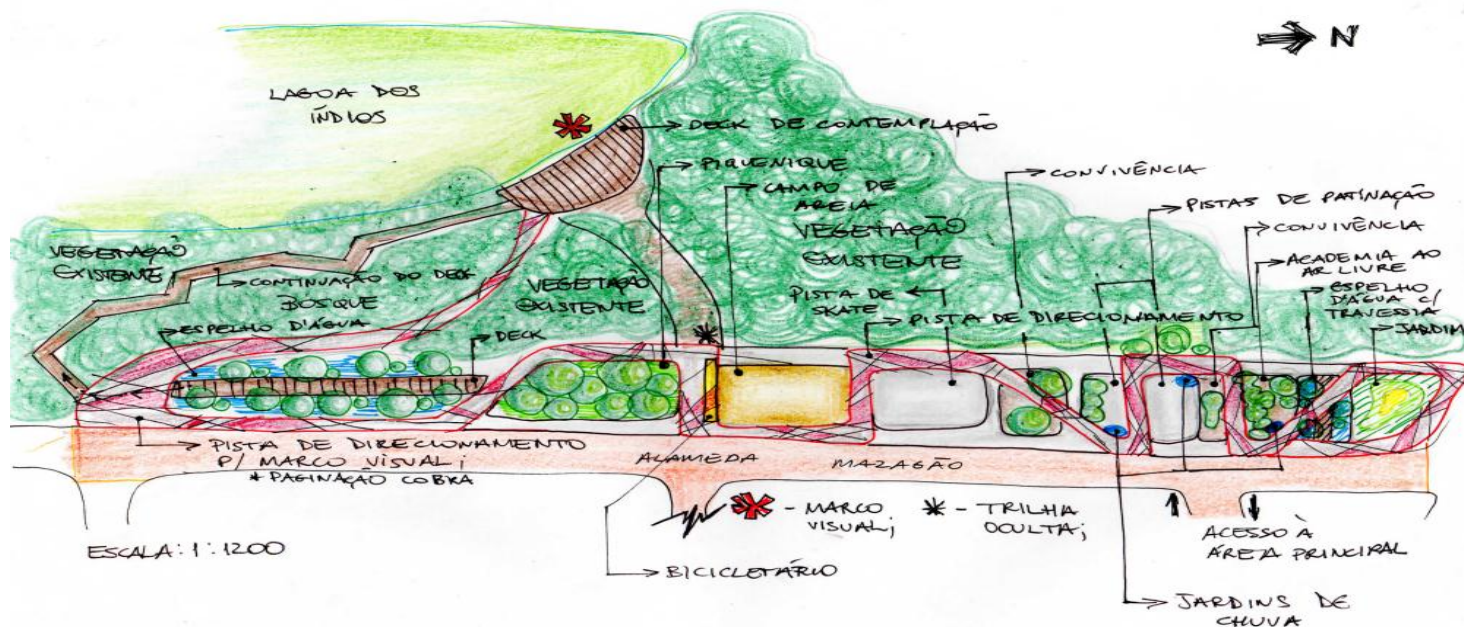 N
LAGOA DOS
ÍNDIOS
DECK DE CONTEMPLAÇÃO
PIQUENIQUE
CAMPO DE
AREIA
CONVIVÊNCIA
PISTAS DE PATINAÇÃO
CONVIVÊNCIA
ACADEMIA AO
AR LIVRE
ESPELHO
D'ÁGUA C/
TRAVESSIA
JARDIM
VEGETAÇÃO
EXISTENTE
VEGETAÇÃO
EXISTENTE
CONTINUAÇÃO DO DECK
BOSQUE
VEGETAÇÃO
EXISTENTE
PISTA DE
SKATE
PISTA DE DIRECIONAMENTO
ESPELHO D'ÁGUA
DECK
PISTA DE DIRECIONAMENTO
P/ MARCO VISUAL;
* PAGINAÇÃO COBRA
ALAMEDA MAZAGÃO
- MARCO
VISUAL;
- TRILHA
OCULTA;
ACESSO À
ÁREA PRINCIPAL
ESCALA: 1:1200
BICICLETÁRIO
JARDINS DE
CHUVA